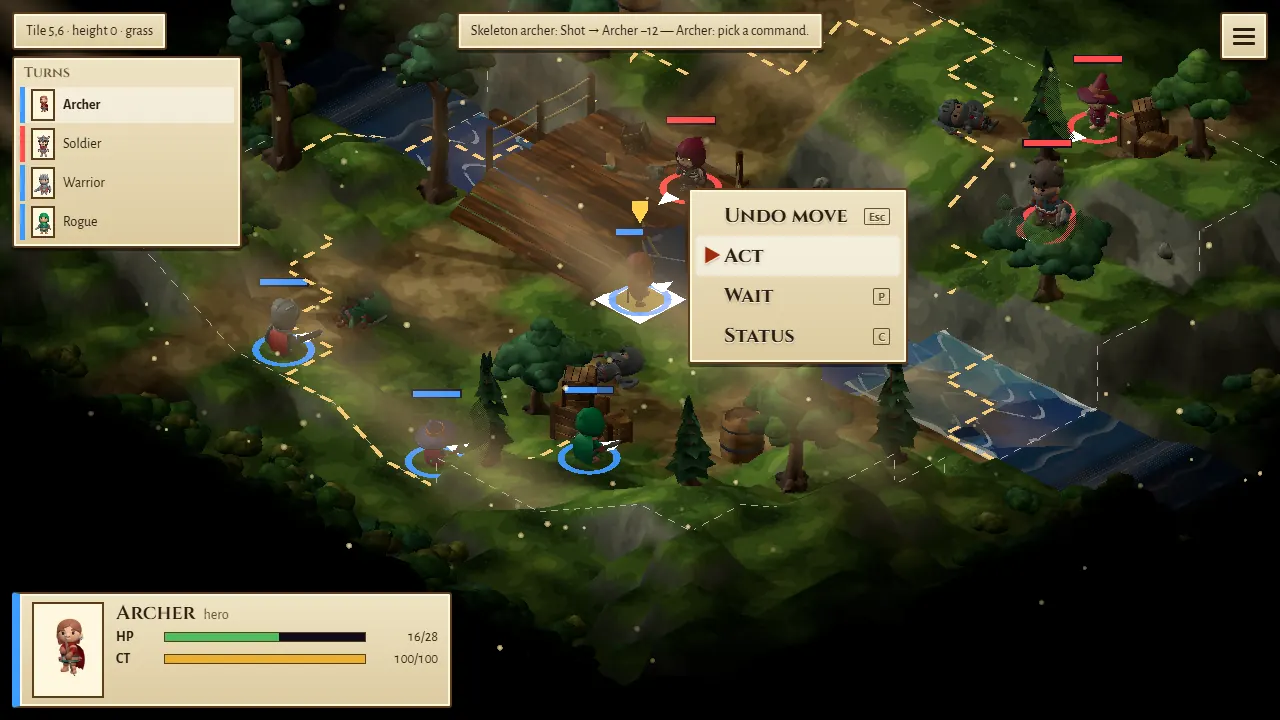 Tile 5,6 · height 0 · grass
Skeleton archer: Shot → Archer −12 — Archer: pick a command.
Turns
Archer
Soldier
Warrior
Rogue
Undo move Esc
Act
Wait P
Status C
Archer hero
HP 16/28
CT 100/100